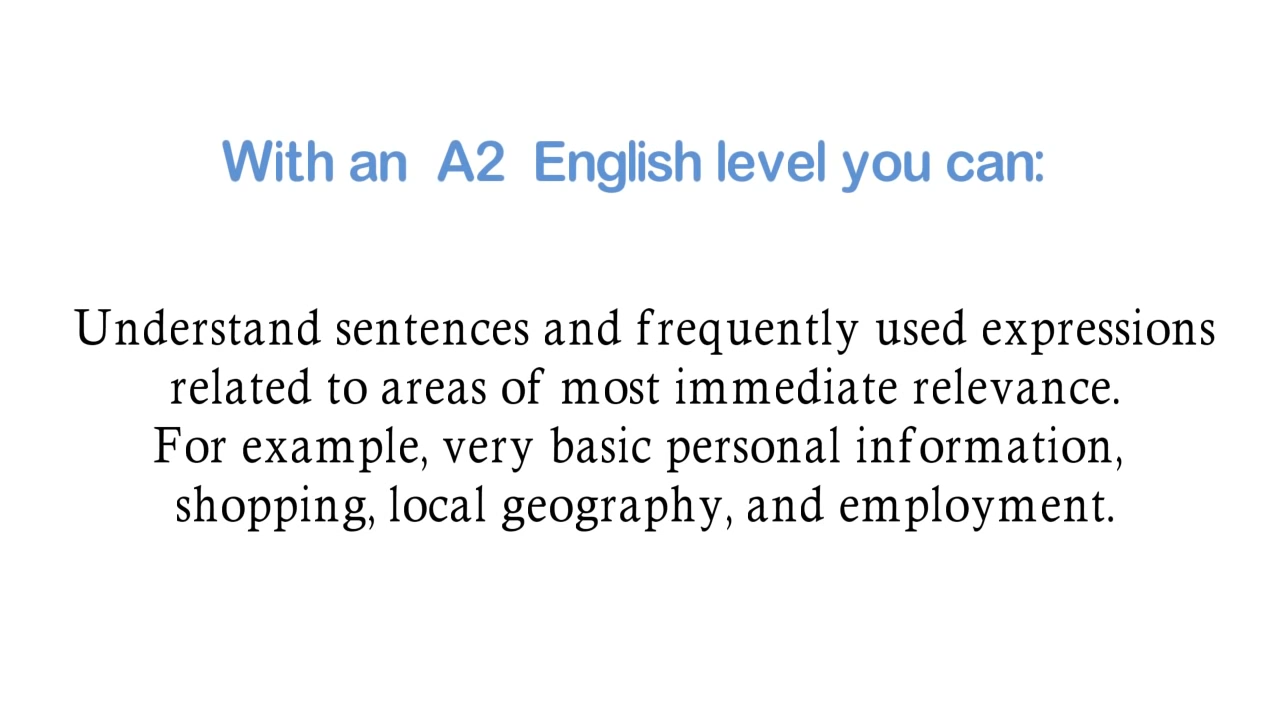 With an A2 English level you can:
Understand sentences and frequently used expressions
related to areas of most immediate relevance.
For example, very basic personal information,
shopping, local geography, and employment.